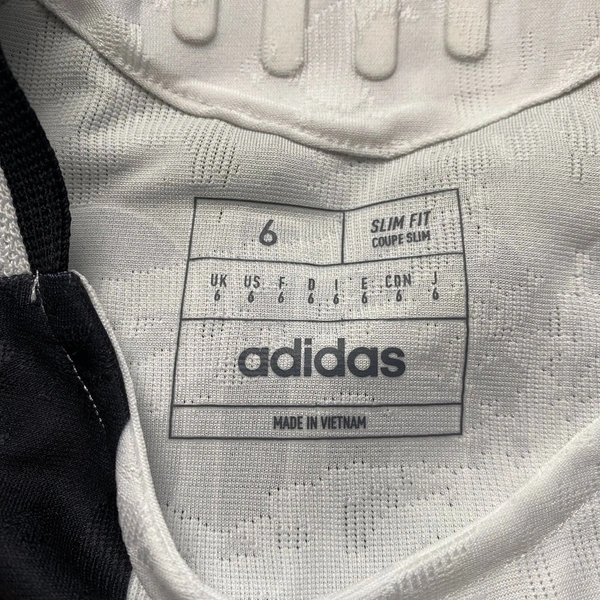 6
SLIM FIT
COUPE SLIM
UK US F D I E CDN J
6 6 6 6 6 6 6 6
adidas
MADE IN VIETNAM